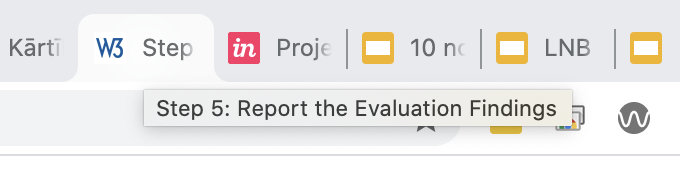 Kārtī W3 Step in Proje 10 no LNB
Step 5: Report the Evaluation Findings